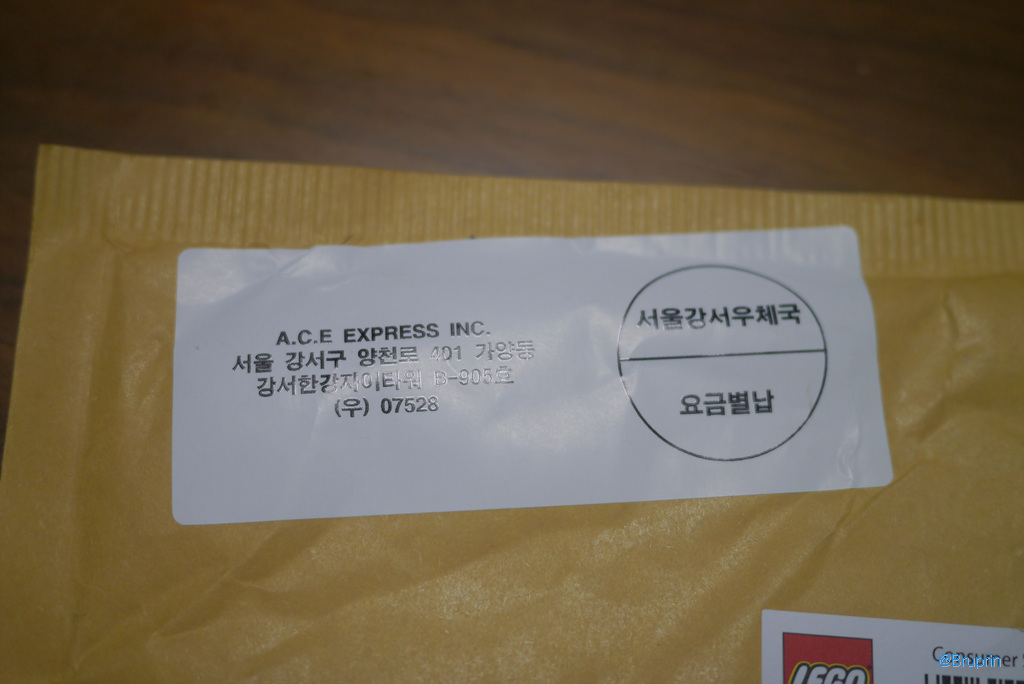 A.C.E EXPRESS INC.
서울 강서구 양천로 401 가양동
강서한강자이타워 B-905호
(우) 07528
서울강서우체국
요금별납
LEGO
Consumer
@Bruprin